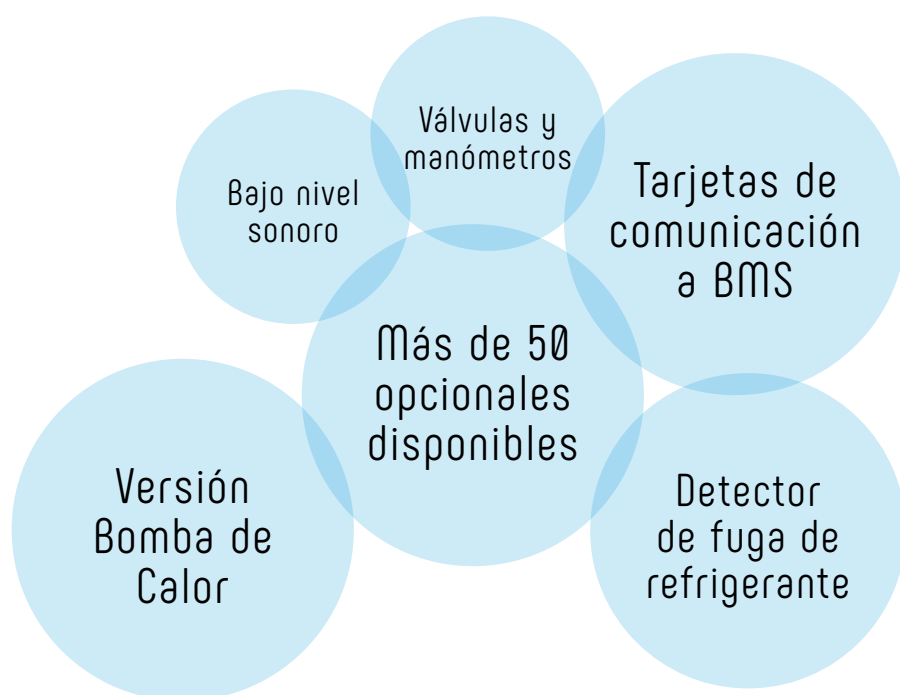 Válvulas y
manómetros
Bajo nivel
sonoro
Tarjetas de
comunicación
a BMS
Más de 50
opcionales
disponibles
Versión
Bomba de
Calor
Detector
de fuga de
refrigerante